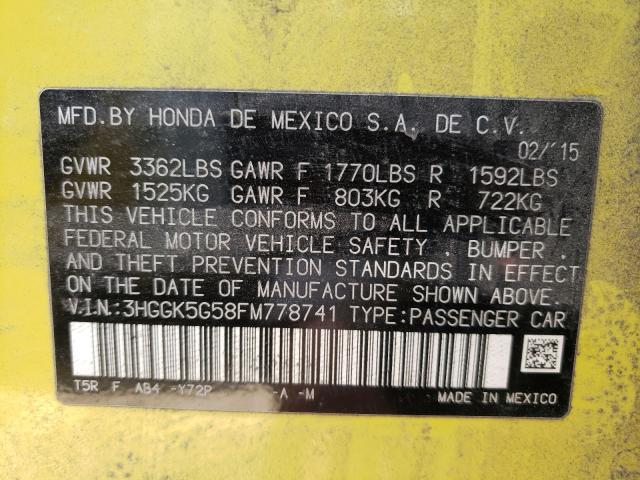 MFD.BY HONDA DE MEXICO S.A. DE C.V.
02/'15
GVWR 3362LBS GAWR F 1770LBS R 1592LBS
GVWR 1525KG GAWR F 803KG R 722KG
THIS VEHICLE CONFORMS TO ALL APPLICABLE
FEDERAL MOTOR VEHICLE SAFETY , BUMPER ,
AND THEFT PREVENTION STANDARDS IN EFFECT
ON THE DATE OF MANUFACTURE SHOWN ABOVE.
V.I.N.:3HGGK5G58FM778741 TYPE:PASSENGER CAR
T5R F AB4 -Y72P -A -M
MADE IN MEXICO